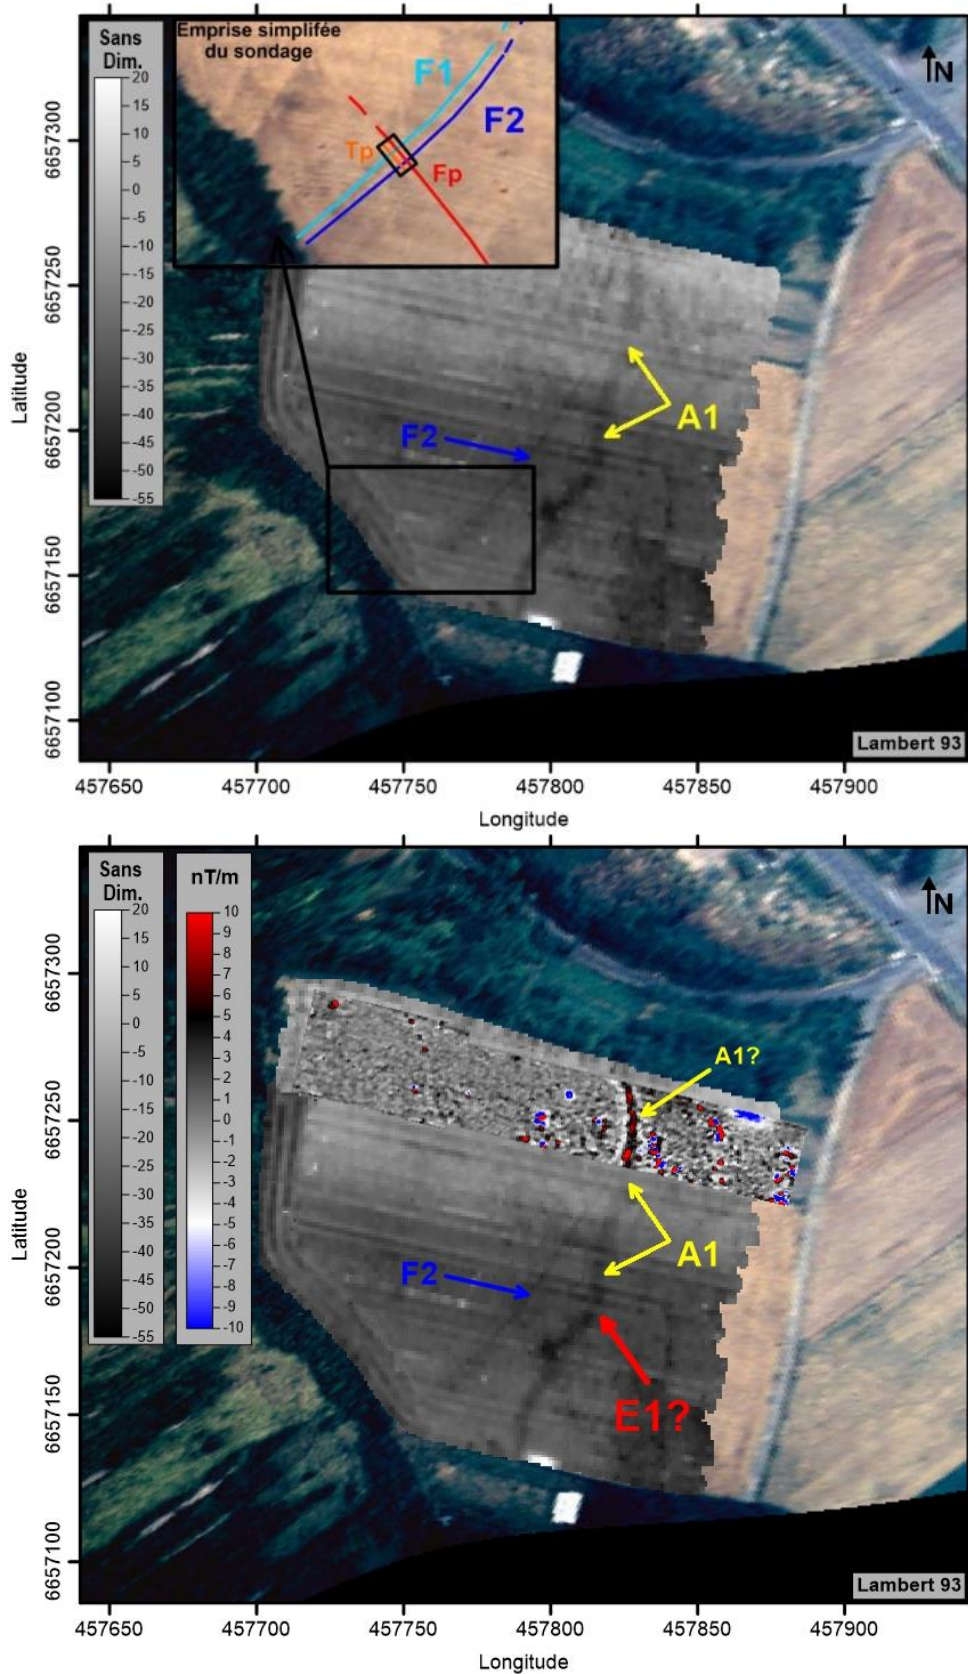 Sans
Dim.
20
15
10
5
0
-5
-10
-15
-20
-25
-30
-35
-40
-45
-50
-55
Emprise simplifée
du sondage
F1
F2
Tp
Fp
N
A1
F2
Latitude
6657300
6657250
6657200
6657150
6657100
Lambert 93
457650 457700 457750 457800 457850 457900
Longitude
Sans
Dim.
20
15
10
5
0
-5
-10
-15
-20
-25
-30
-35
-40
-45
-50
-55
nT/m
10
9
8
7
6
5
4
3
2
1
0
-1
-2
-3
-4
-5
-6
-7
-8
-9
-10
N
A1?
A1
F2
E1?
Latitude
6657300
6657250
6657200
6657150
6657100
Lambert 93
457650 457700 457750 457800 457850 457900
Longitude